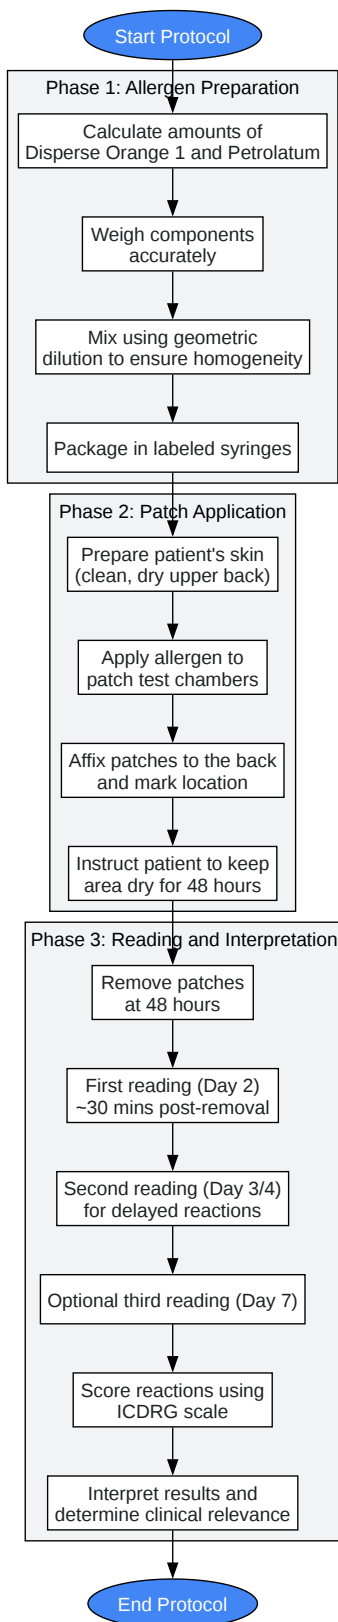 Start Protocol
Phase 1: Allergen Preparation
Calculate amounts of
Disperse Orange 1 and Petrolatum
Weigh components
accurately
Mix using geometric
dilution to ensure homogeneity
Package in labeled syringes
Phase 2: Patch Application
Prepare patient's skin
(clean, dry upper back)
Apply allergen to
patch test chambers
Affix patches to the back
and mark location
Instruct patient to keep
area dry for 48 hours
Phase 3: Reading and Interpretation
Remove patches
at 48 hours
First reading (Day 2)
~30 mins post-removal
Second reading (Day 3/4)
for delayed reactions
Optional third reading (Day 7)
Score reactions using
ICDRG scale
Interpret results and
determine clinical relevance
End Protocol